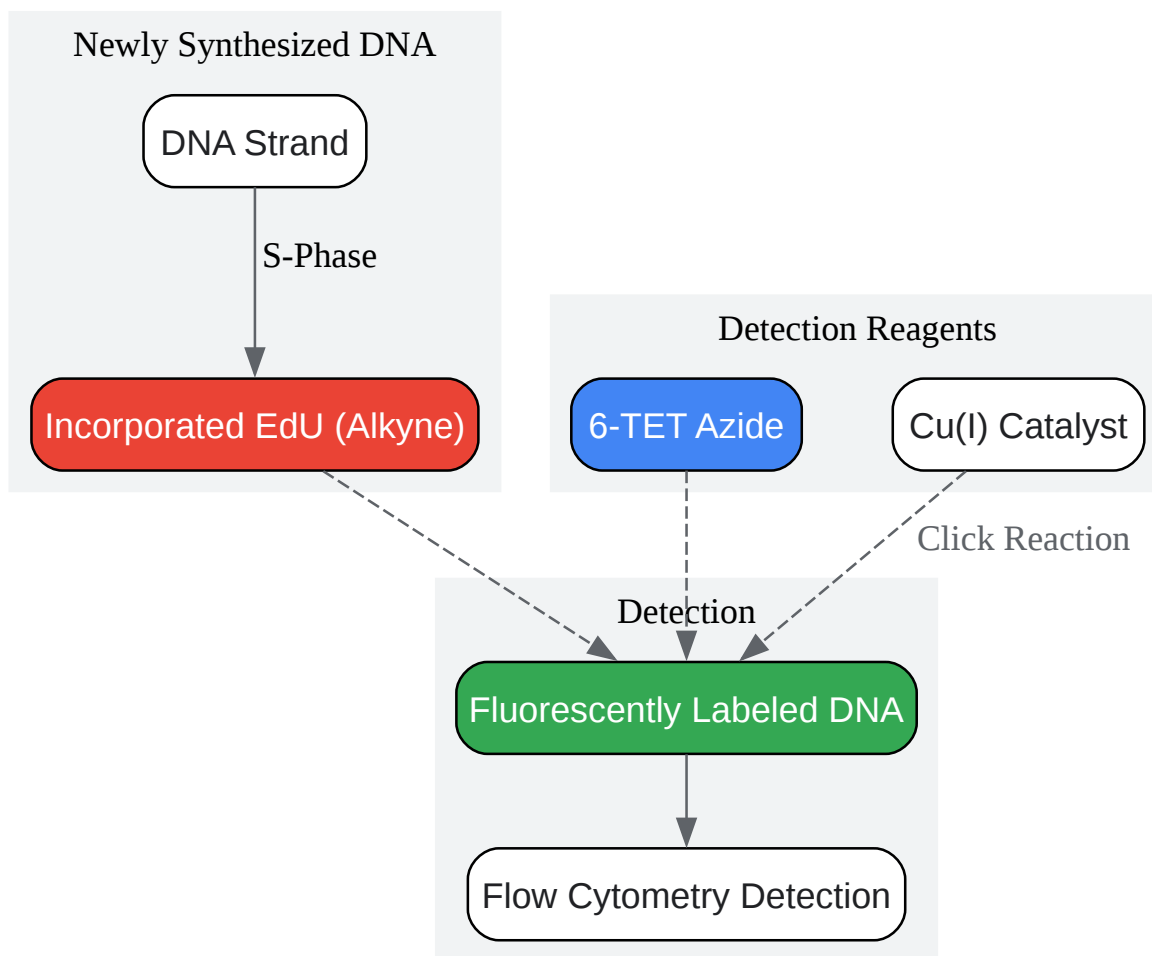 Newly Synthesized DNA
DNA Strand
S-Phase
Detection Reagents
Incorporated EdU (Alkyne)
6-TET Azide
Cu(I) Catalyst
Click Reaction
Detection
Fluorescently Labeled DNA
Flow Cytometry Detection